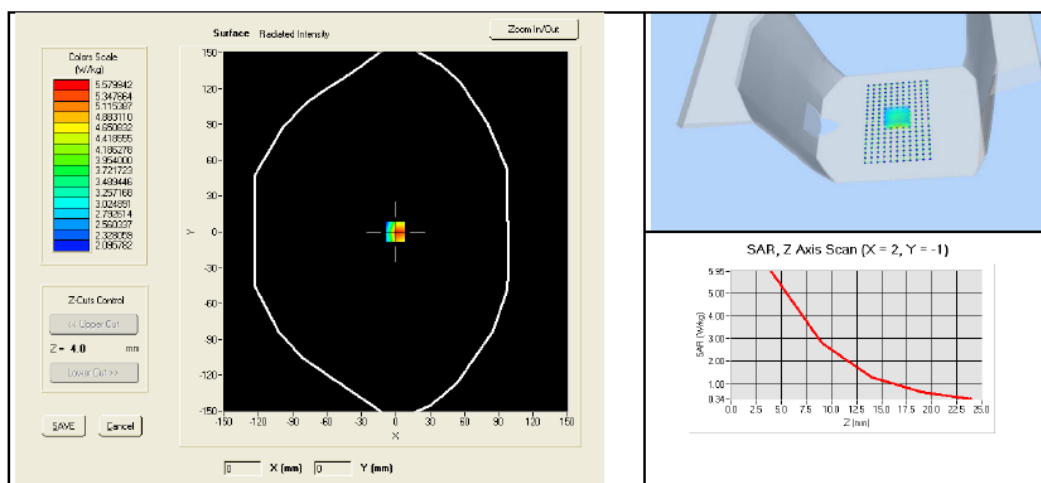 Surface Radiated Intensity
Zoom In/Out
Colors Scale
(W/kg)
5.579942
5.347664
5.115387
4.883110
4.650832
4.418555
4.186278
3.954000
3.721723
3.489446
3.257168
3.024891
2.792614
2.560337
2.328059
2.095782
Z-Cuts Control
<< Upper Cut
Z = 4.0 mm
Lower Cut >>
SAVE Cancel
150
120
90
60
30
0
-30
-60
-90
-120
-150
Y
-150 -120 -90 -60 -30 0 30 60 90 120 150
X
0 X (mm) 0 Y (mm)
SAR, Z Axis Scan (X = 2, Y = -1)
5.95
5.00
4.00
3.00
1.00
0.34
SAR (W/kg)
0.0 2.5 5.0 7.5 10.0 12.5 15.0 17.5 20.0 22.5 25.0
Z (mm)